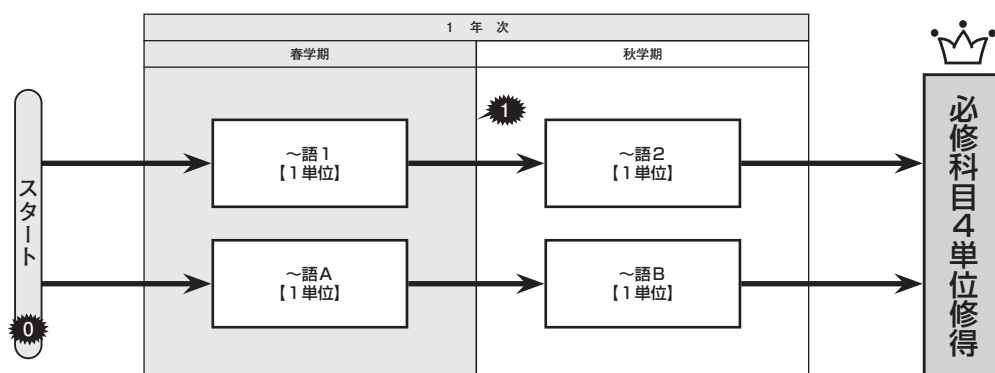 1 年 次
春学期
秋学期
スタート
0
1
～語1
【1単位】
～語2
【1単位】
～語A
【1単位】
～語B
【1単位】
必修科目4単位修得